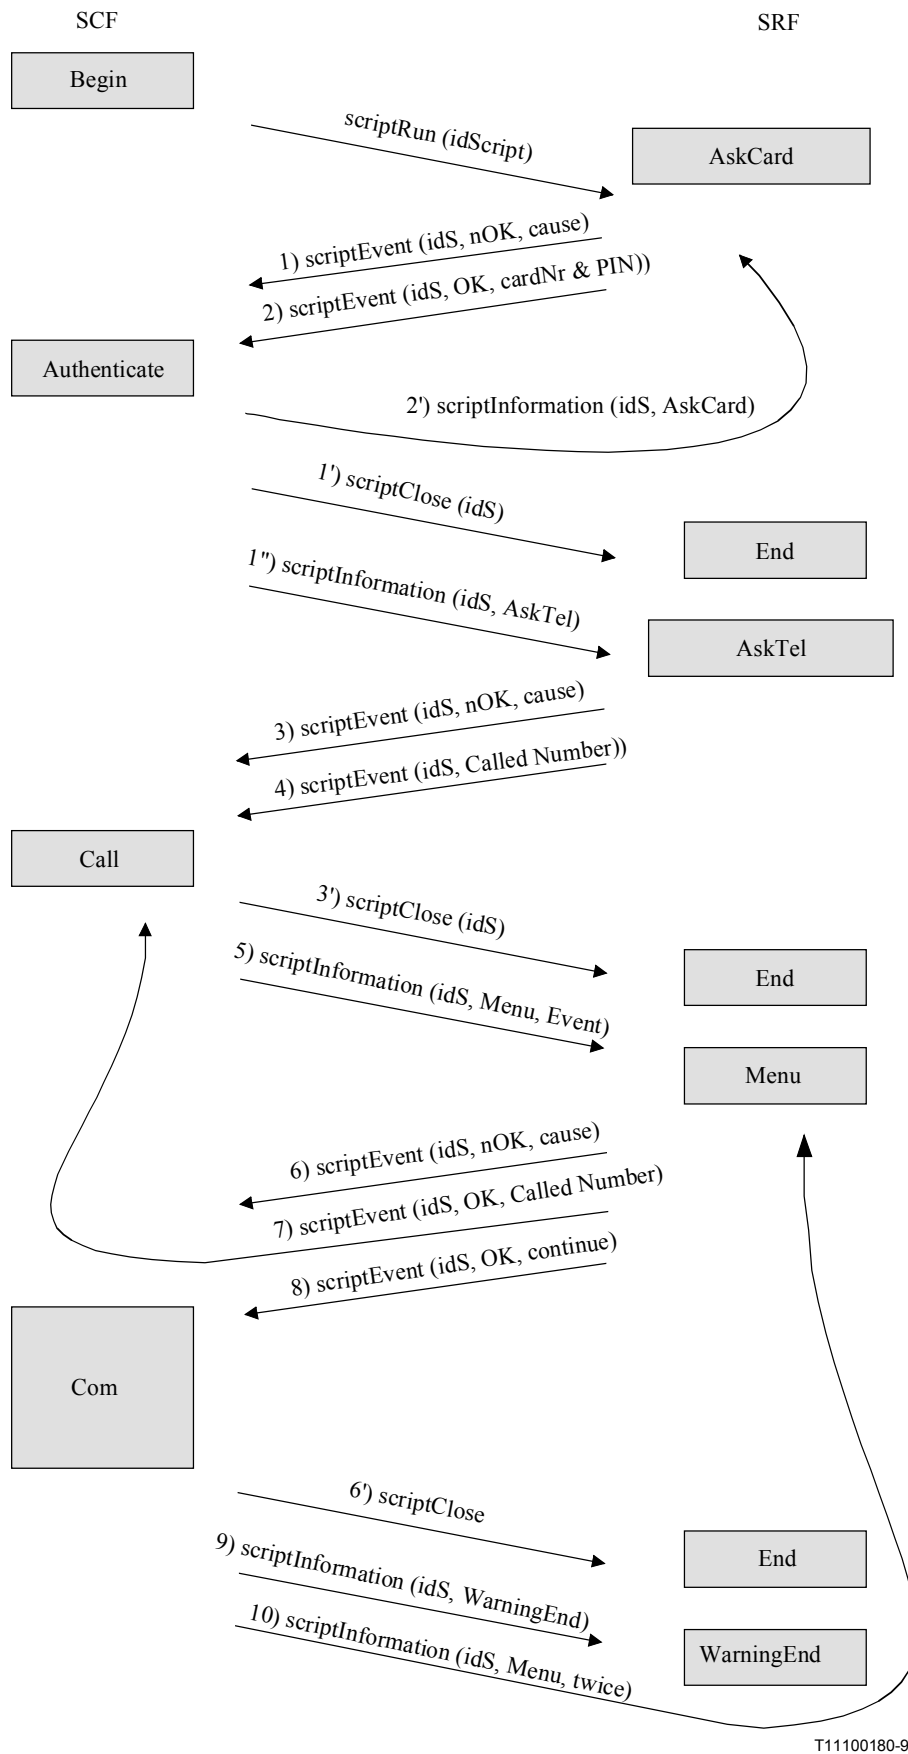 SCF
SRF
Begin
scriptRun (idScript)
AskCard
1) scriptEvent (idS, nOK, cause)
2) scriptEvent (idS, OK, cardNr & PIN))
Authenticate
2') scriptInformation (idS, AskCard)
1') scriptClose (idS)
End
1") scriptInformation (idS, AskTel)
AskTel
3) scriptEvent (idS, nOK, cause)
4) scriptEvent (idS, Called Number))
Call
3') scriptClose (idS)
End
5) scriptInformation (idS, Menu, Event)
Menu
6) scriptEvent (idS, nOK, cause)
7) scriptEvent (idS, OK, Called Number)
8) scriptEvent (idS, OK, continue)
Com
6') scriptClose
End
9) scriptInformation (idS, WarningEnd)
10) scriptInformation (idS, Menu, twice)
WarningEnd
T11100180-9